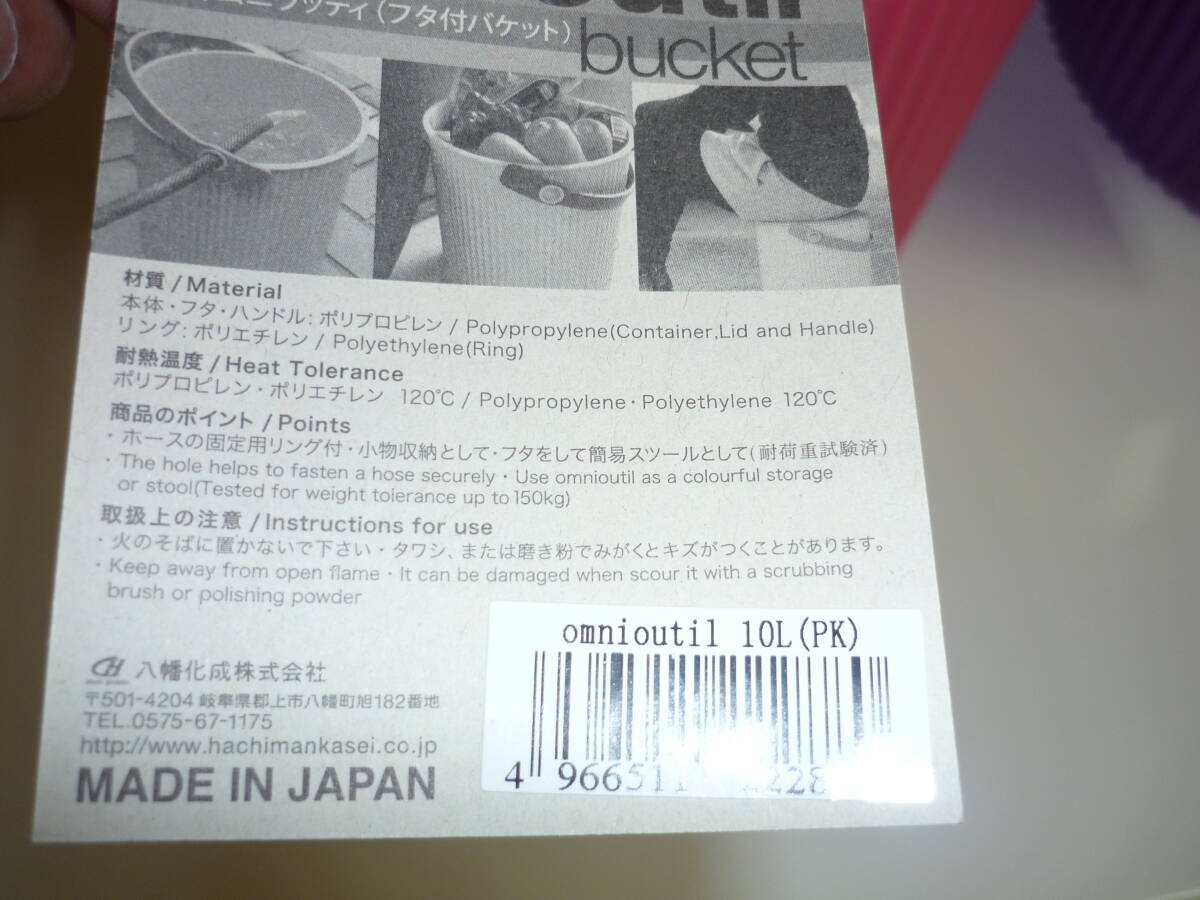 ッティ(フタ付バケット)
bucket
材質 / Material
本体・フタ・ハンドル: ポリプロピレン / Polypropylene(Container,Lid and Handle)
リング: ポリエチレン / Polyethylene(Ring)
耐熱温度 / Heat Tolerance
ポリプロピレン・ポリエチレン 120℃ / Polypropylene・Polyethylene 120℃
商品のポイント / Points
・ホースの固定用リング付・小物収納として・フタをして簡易スツールとして(耐荷重試験済)
・The hole helps to fasten a hose securely・Use omnioutil as a colourful storage
or stool(Tested for weight tolerance up to 150kg)
取扱上の注意 / Instructions for use
・火のそばに置かないで下さい・タワシ、または磨き粉でみがくとキズがつくことがあります。
・Keep away from open flame・It can be damaged when scour it with a scrubbing
brush or polishing powder
omnioutil 10L(PK)
八幡化成株式会社
〒501-4204 岐阜県郡上市八幡町旭182番地
TEL.0575-67-1175
http://www.hachimankasei.co.jp
MADE IN JAPAN